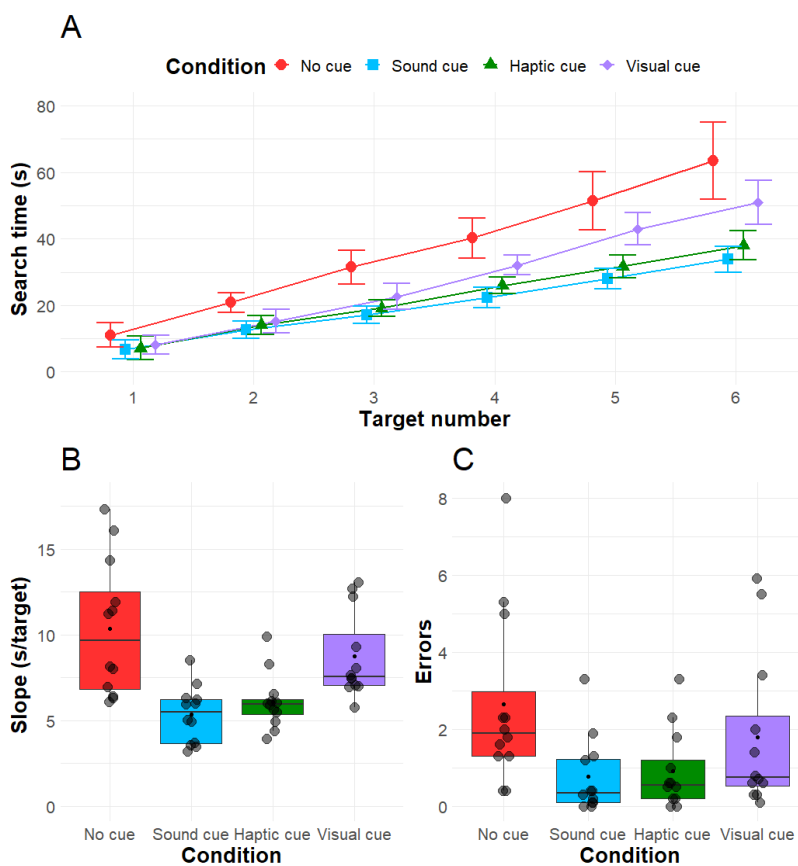 A
Condition No cue Sound cue Haptic cue Visual cue
80
60
40
20
0
Search time (s)
1 2 3 4 5 6
Target number
B
15
10
5
0
Slope (s/target)
No cue Sound cue Haptic cue Visual cue
Condition
C
8
6
4
2
0
Errors
No cue Sound cue Haptic cue Visual cue
Condition